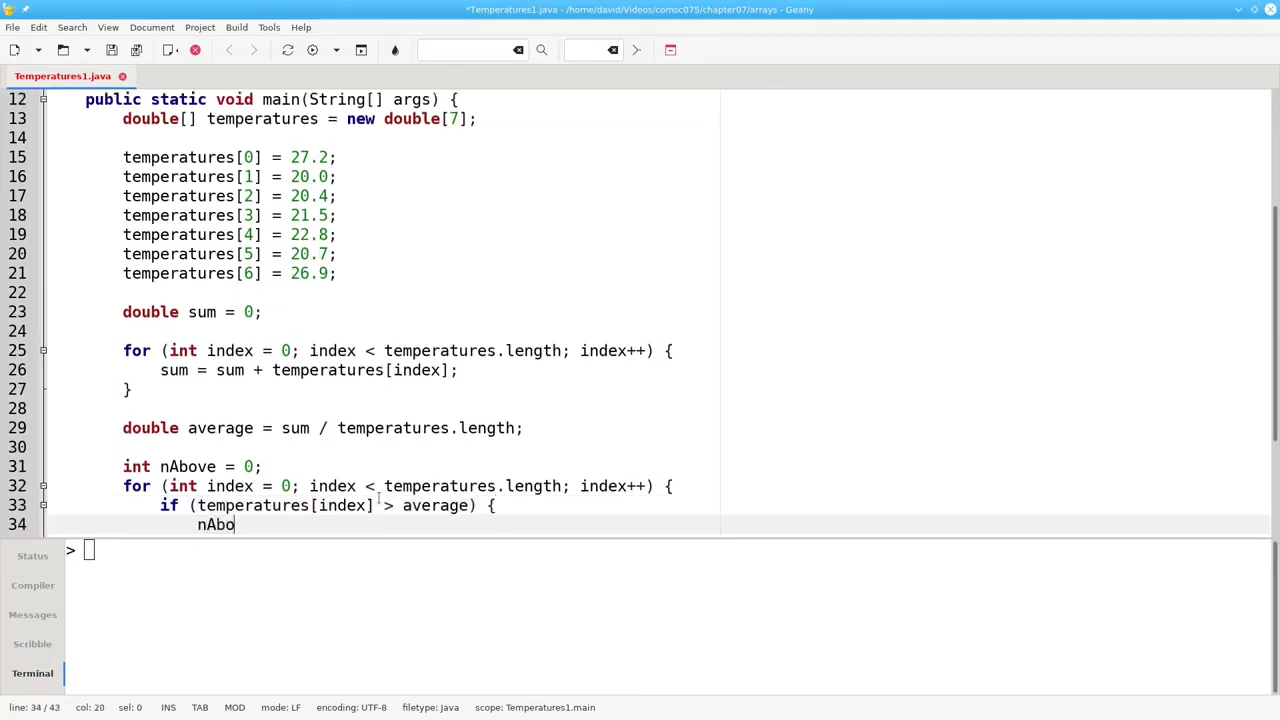 *Temperatures1.java - /home/david/Videos/comsc075/chapter07/arrays - Geany
File Edit Search View Document Project Build Tools Help
Temperatures1.java
12 public static void main(String[] args) {
13 double[] temperatures = new double[7];
14
15 temperatures[0] = 27.2;
16 temperatures[1] = 20.0;
17 temperatures[2] = 20.4;
18 temperatures[3] = 21.5;
19 temperatures[4] = 22.8;
20 temperatures[5] = 20.7;
21 temperatures[6] = 26.9;
22
23 double sum = 0;
24
25 for (int index = 0; index < temperatures.length; index++) {
26 sum = sum + temperatures[index];
27 }
28
29 double average = sum / temperatures.length;
30
31 int nAbove = 0;
32 for (int index = 0; index < temperatures.length; index++) {
33 if (temperatures[index] > average) {
34 nAbo
>
Status
Compiler
Messages
Scribble
Terminal
line: 34 / 43 col: 20 sel: 0 INS TAB MOD mode: LF encoding: UTF-8 filetype: Java scope: Temperatures1.main